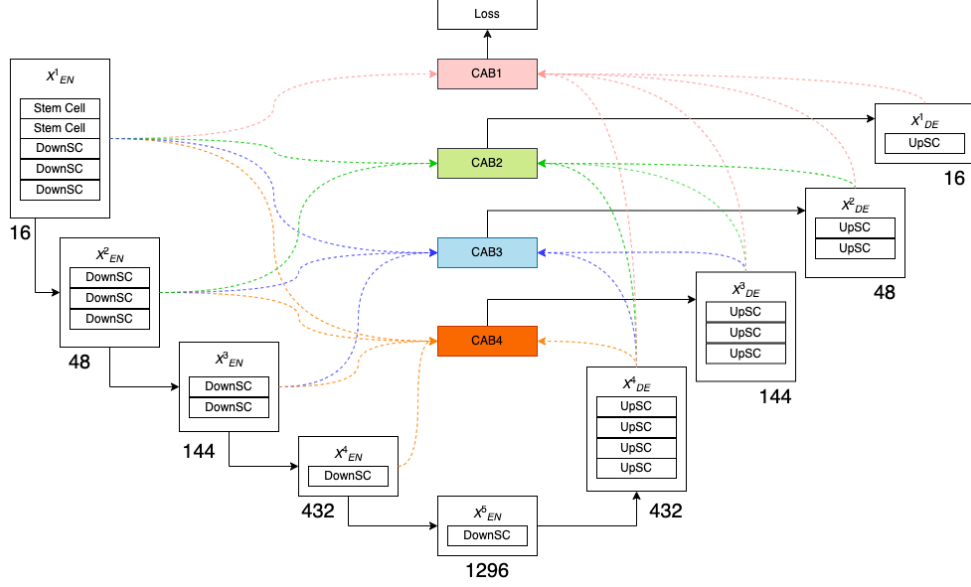 Loss
CAB1
X¹EN
Stem Cell
Stem Cell
DownSC
DownSC
DownSC
16
X¹DE
UpSC
16
CAB2
X²DE
UpSC
UpSC
48
X²EN
DownSC
DownSC
DownSC
48
CAB3
X³DE
UpSC
UpSC
UpSC
144
CAB4
X³EN
DownSC
DownSC
144
X⁴DE
UpSC
UpSC
UpSC
UpSC
432
X⁴EN
DownSC
432
X⁵EN
DownSC
1296